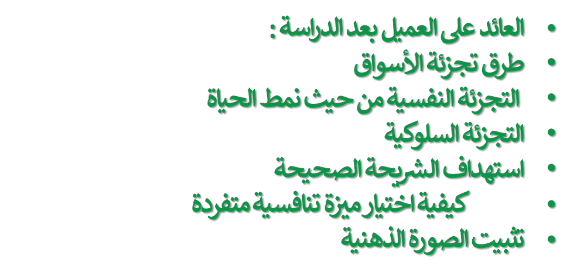 • العائد على العميل بعد الدراسة :
• طرق تجزئة الأسواق
• التجزئة النفسية من حيث نمط الحياة
• التجزئة السلوكية
• استهداف الشريحة الصحيحة
• كيفية اختيار ميزة تنافسية متفردة
• تثبيت الصورة الذهنية